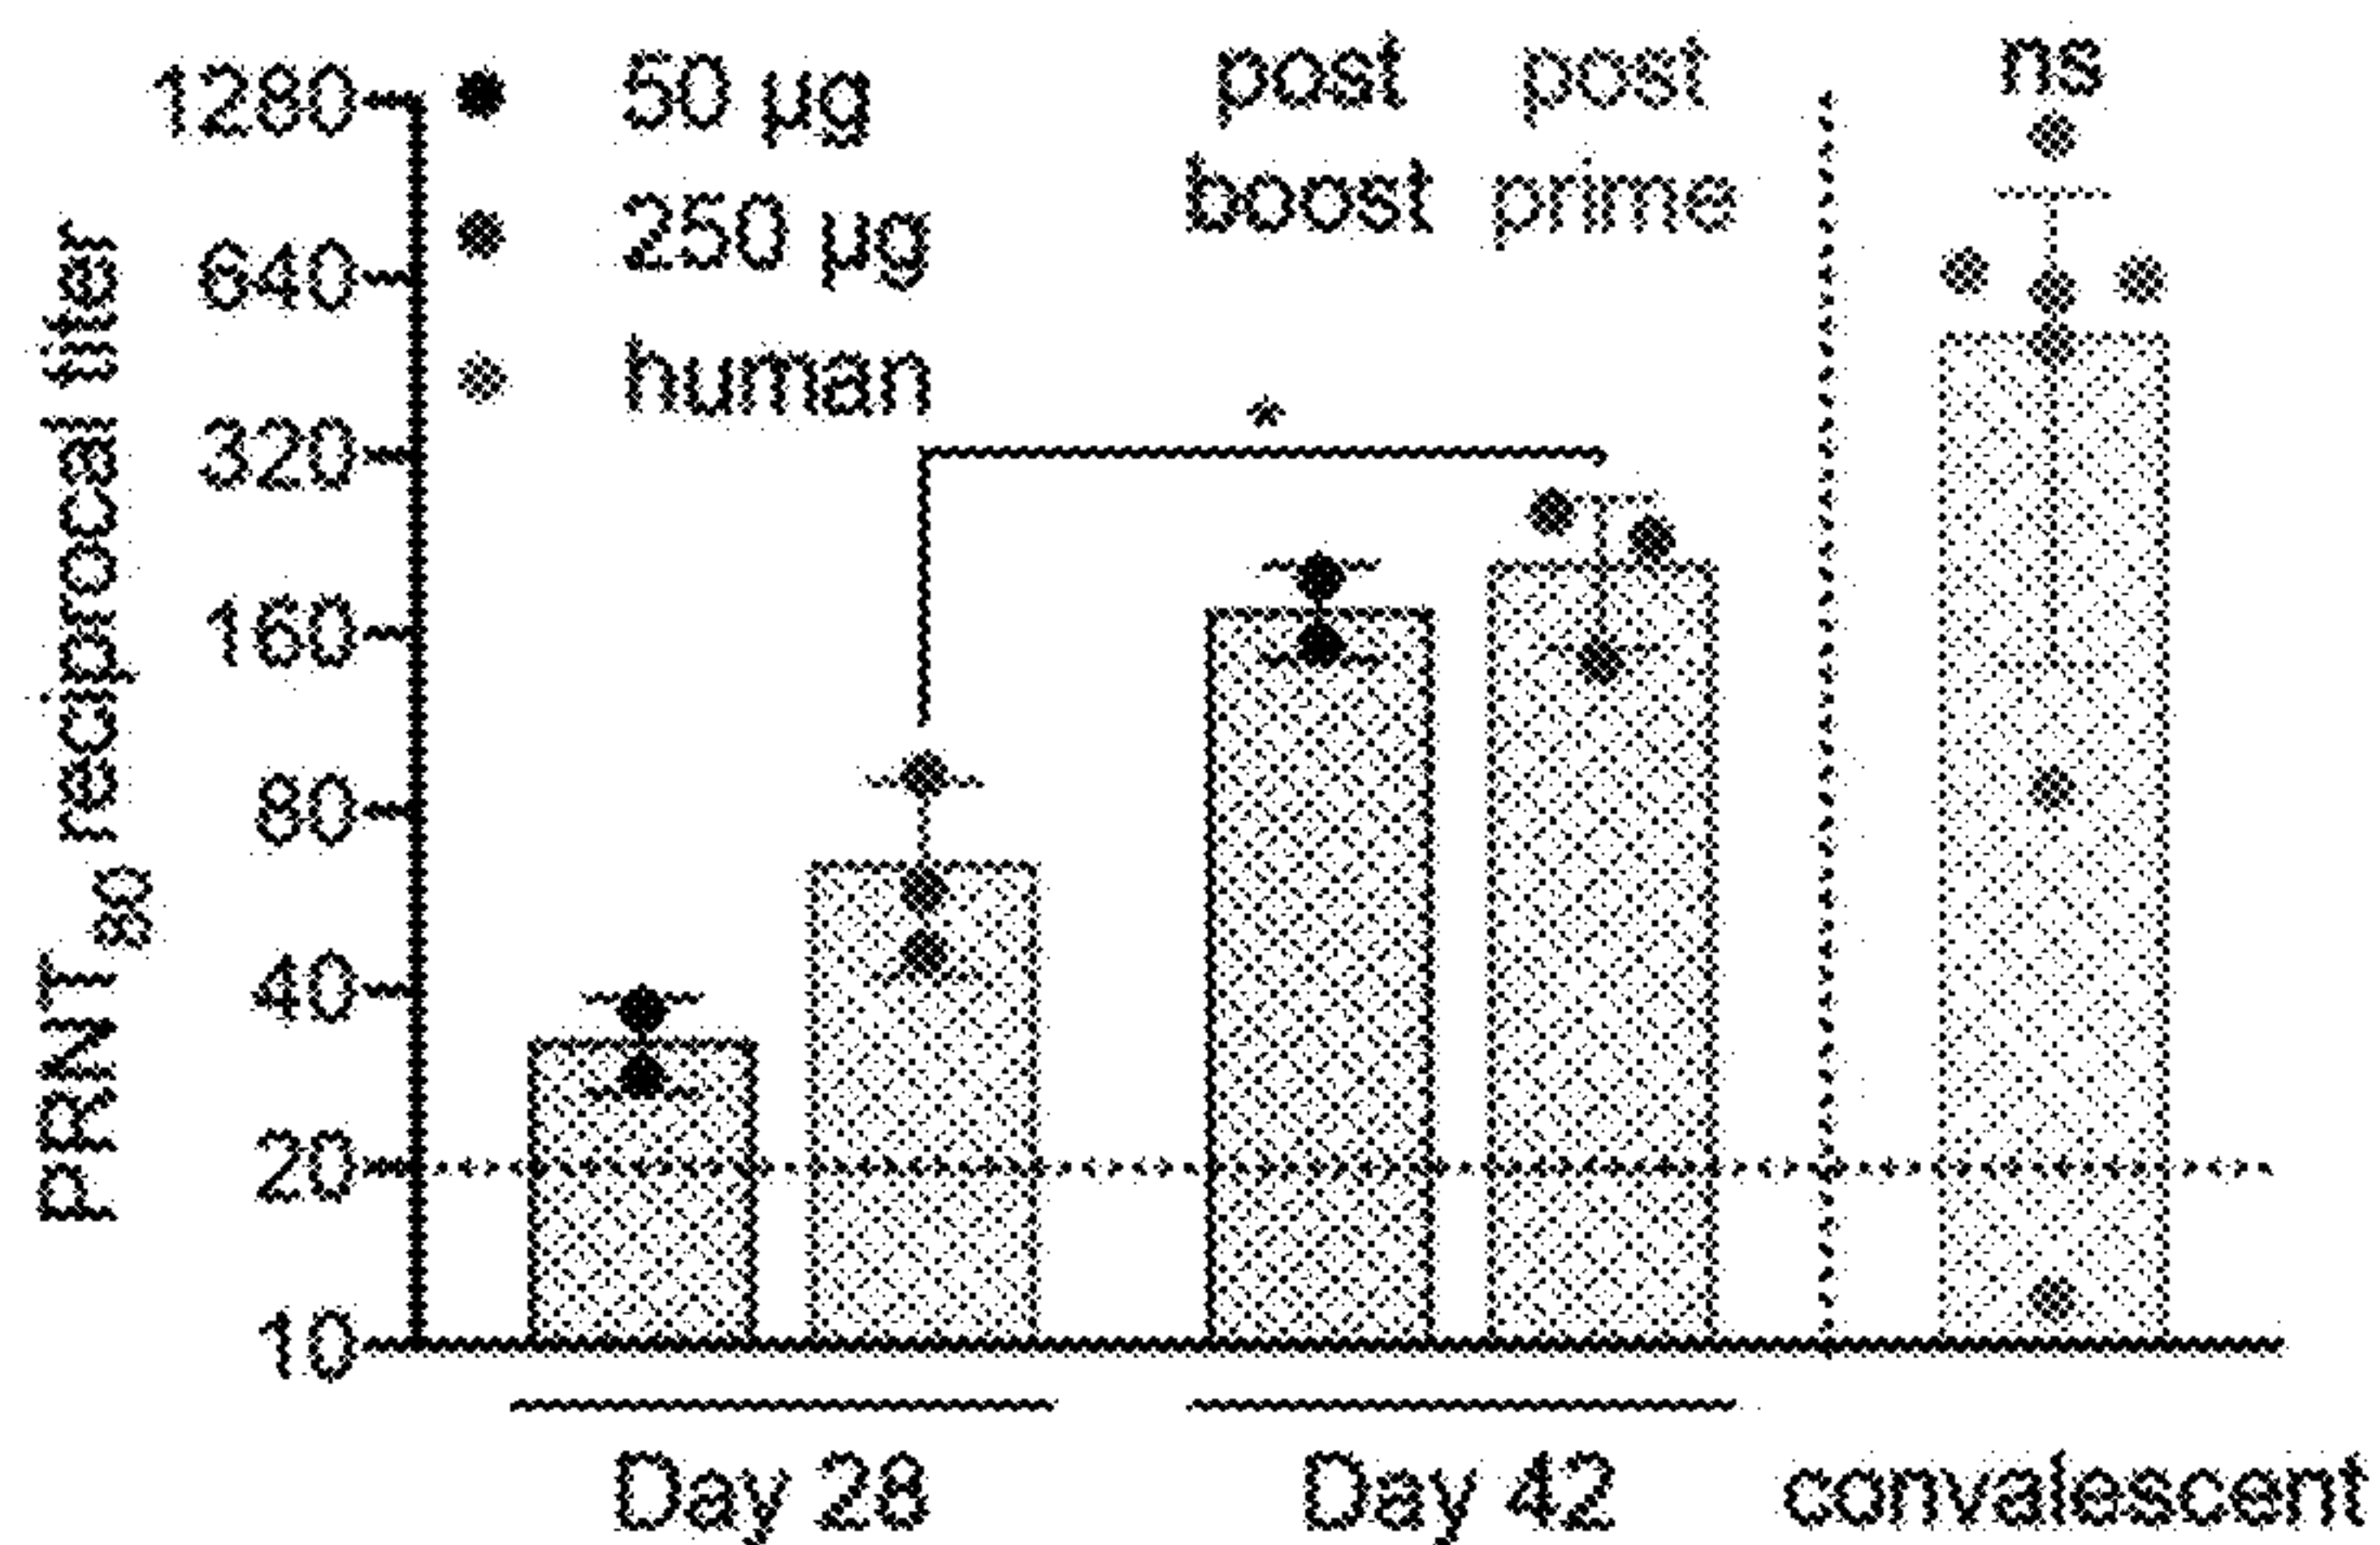 PRNT80 reciprocal titer
1280
640
320
160
80
40
20
10
50 µg
250 µg
human
post boost
post prime
ns
*
Day 28
Day 42
convalescent